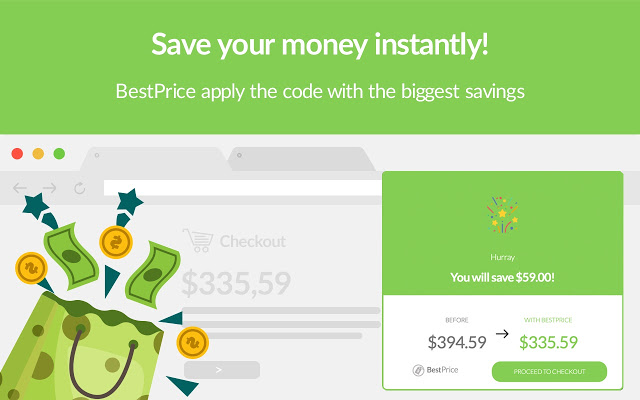 Save your money instantly!
BestPrice apply the code with the biggest savings
Checkout
$335,59
>
Hurray
You will save $59.00!
BEFORE
WITH BESTPRICE
$394.59
$335.59
BestPrice
PROCEED TO CHECKOUT